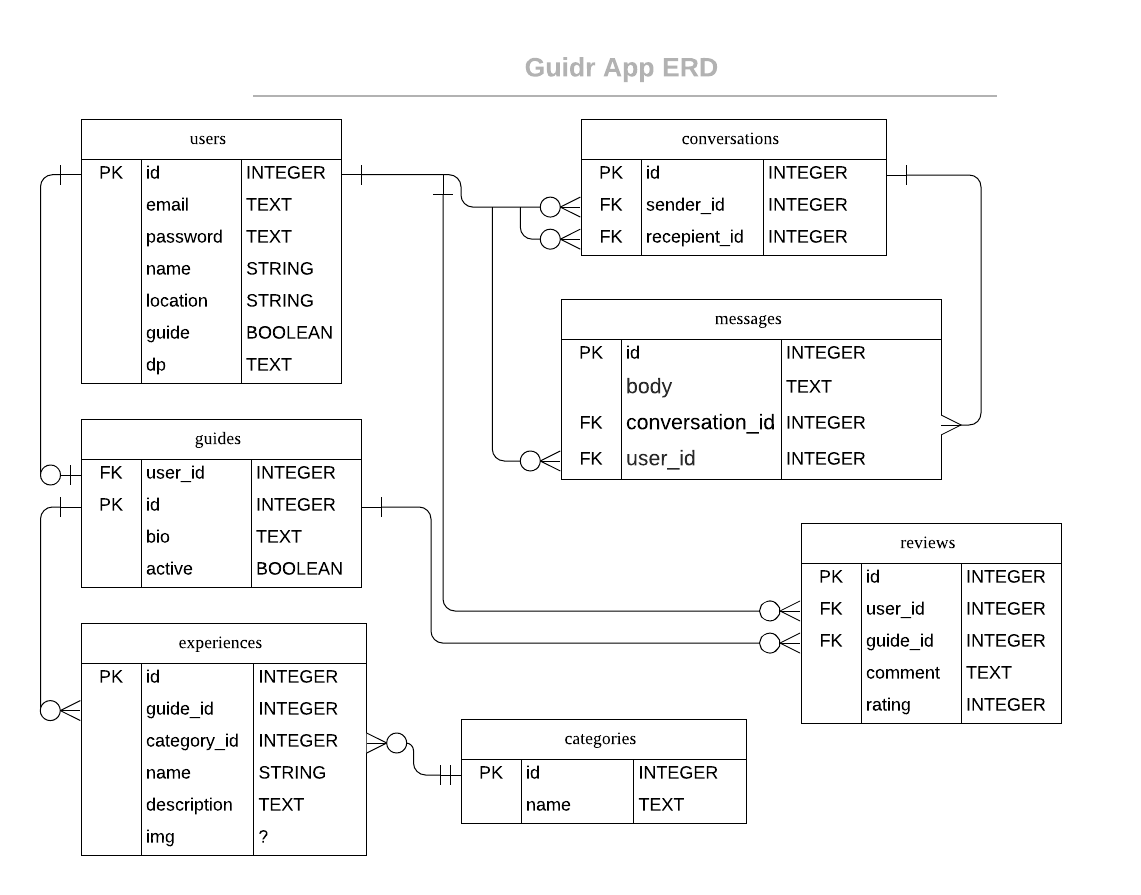 Guidr App ERD
users
PK id INTEGER
email TEXT
password TEXT
name STRING
location STRING
guide BOOLEAN
dp TEXT
conversations
PK id INTEGER
FK sender_id INTEGER
FK recepient_id INTEGER
messages
PK id INTEGER
body TEXT
FK conversation_id INTEGER
FK user_id INTEGER
guides
FK user_id INTEGER
PK id INTEGER
bio TEXT
active BOOLEAN
reviews
PK id INTEGER
FK user_id INTEGER
FK guide_id INTEGER
comment TEXT
rating INTEGER
experiences
PK id INTEGER
guide_id INTEGER
category_id INTEGER
name STRING
description TEXT
img ?
categories
PK id INTEGER
name TEXT